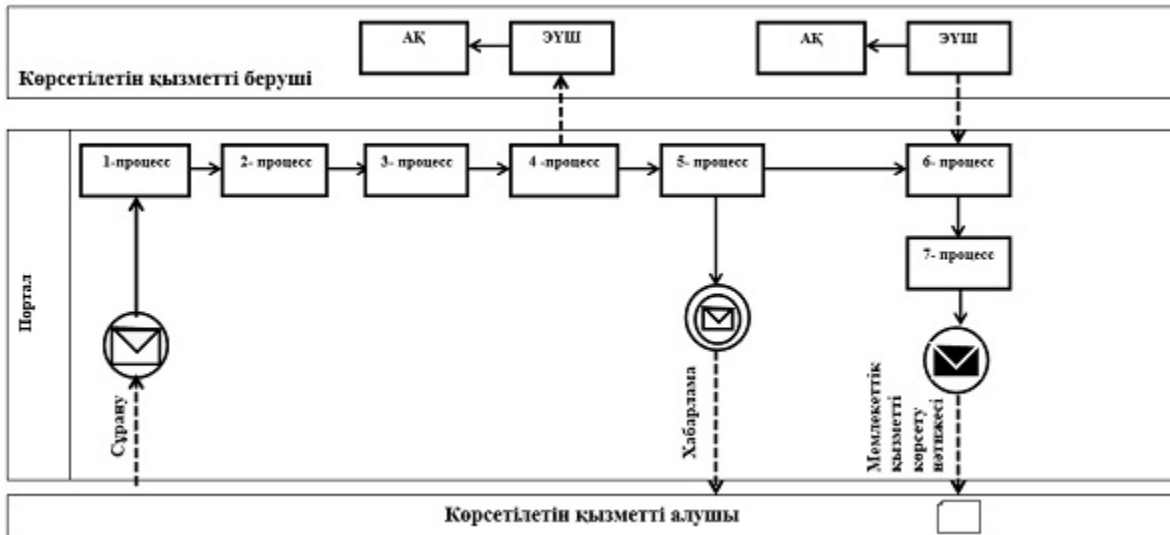 АҚ
ЭҮШ
АҚ
ЭҮШ
Көрсетілетін қызметті беруші
1-процесс
2- процесс
3- процесс
4 -процесс
5- процесс
6- процесс
7- процесс
Портал
Сұрану
Хабарлама
Мемлекеттік
қызметті
көрсету
нәтижесі
Көрсетілетін қызметті алушы